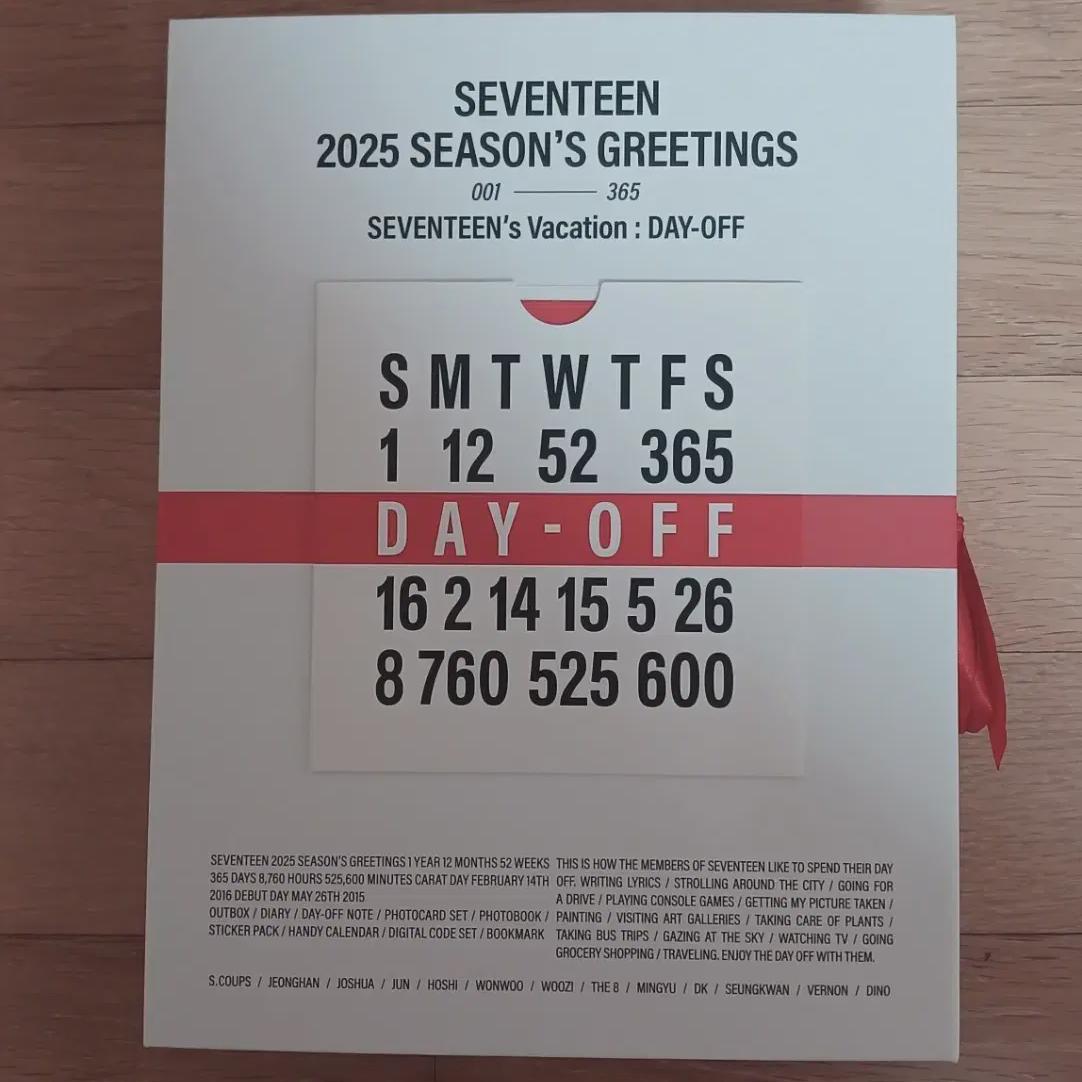 SEVENTEEN
2025 SEASON'S GREETINGS
001 ——— 365
SEVENTEEN's Vacation : DAY-OFF
S M T W T F S
1 12 52 365
DAY-OFF
16 2 14 15 5 26
8 760 525 600
SEVENTEEN 2025 SEASON'S GREETINGS 1 YEAR 12 MONTHS 52 WEEKS
365 DAYS 8,760 HOURS 525,600 MINUTES CARAT DAY FEBRUARY 14TH
2016 DEBUT DAY MAY 26TH 2015
OUTBOX / DIARY / DAY-OFF NOTE / PHOTOCARD SET / PHOTOBOOK /
STICKER PACK / HANDY CALENDAR / DIGITAL CODE SET / BOOKMARK
THIS IS HOW THE MEMBERS OF SEVENTEEN LIKE TO SPEND THEIR DAY
OFF. WRITING LYRICS / STROLLING AROUND THE CITY / GOING FOR
A DRIVE / PLAYING CONSOLE GAMES / GETTING MY PICTURE TAKEN /
PAINTING / VISITING ART GALLERIES / TAKING CARE OF PLANTS /
TAKING BUS TRIPS / GAZING AT THE SKY / WATCHING TV / GOING
GROCERY SHOPPING / TRAVELING. ENJOY THE DAY OFF WITH THEM.
S.COUPS / JEONGHAN / JOSHUA / JUN / HOSHI / WONWOO / WOOZI / THE 8 / MINGYU / DK / SEUNGKWAN / VERNON / DINO